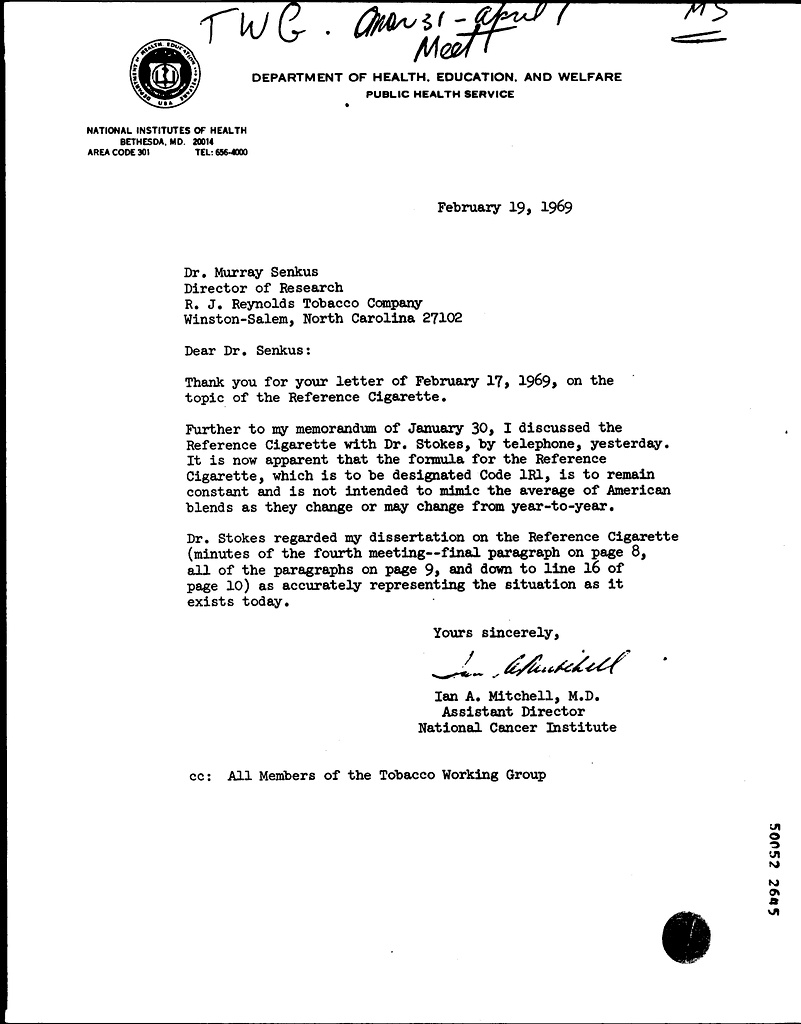 TWG. Mar 31 - April 1
Meet
MS
DEPARTMENT OF HEALTH, EDUCATION, AND WELFARE
PUBLIC HEALTH SERVICE
NATIONAL INSTITUTES OF HEALTH
BETHESDA, MD. 20014
AREA CODE 301 TEL: 656-4000
February 19, 1969
Dr. Murray Senkus
Director of Research
R. J. Reynolds Tobacco Company
Winston-Salem, North Carolina 27102
Dear Dr. Senkus:
Thank you for your letter of February 17, 1969, on the
topic of the Reference Cigarette.
Further to my memorandum of January 30, I discussed the
Reference Cigarette with Dr. Stokes, by telephone, yesterday.
It is now apparent that the formula for the Reference
Cigarette, which is to be designated Code 1R1, is to remain
constant and is not intended to mimic the average of American
blends as they change or may change from year-to-year.
Dr. Stokes regarded my dissertation on the Reference Cigarette
(minutes of the fourth meeting--final paragraph on page 8,
all of the paragraphs on page 9, and down to line 16 of
page 10) as accurately representing the situation as it
exists today.
Yours sincerely,
Ian A. Mitchell
Ian A. Mitchell, M.D.
Assistant Director
National Cancer Institute
cc: All Members of the Tobacco Working Group
50052 2645